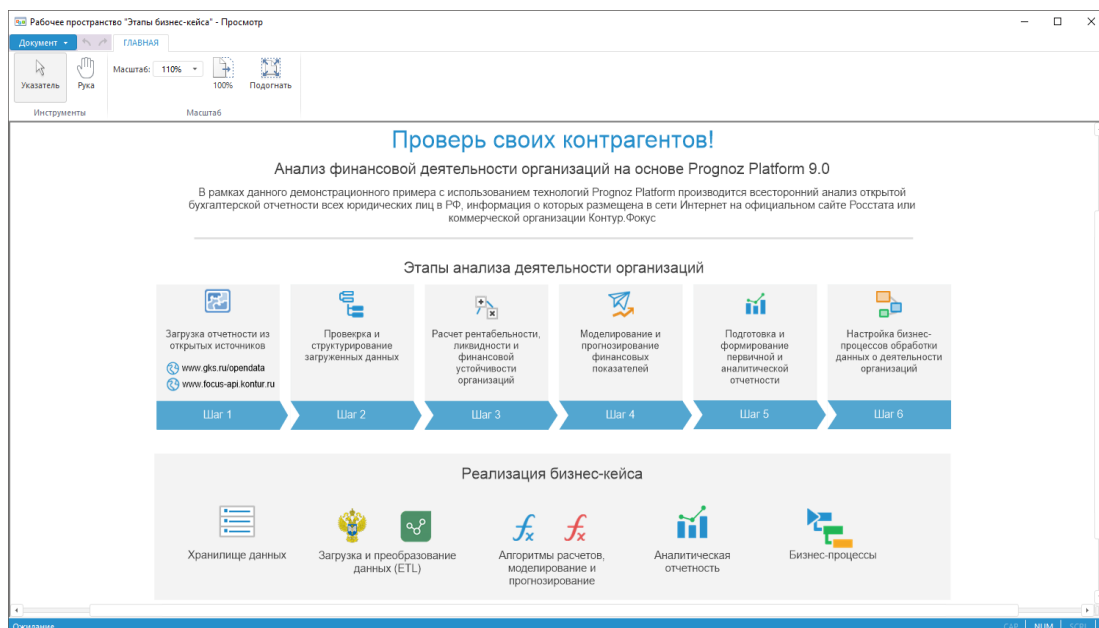 Рабочее пространство "Этапы бизнес-кейса" - Просмотр
Документ
ГЛАВНАЯ
Указатель
Рука
Масштаб:
110%
100%
Подогнать
Инструменты
Масштаб
Проверь своих контрагентов!
Анализ финансовой деятельности организаций на основе Prognoz Platform 9.0
В рамках данного демонстрационного примера с использованием технологий Prognoz Platform производится всесторонний анализ открытой
бухгалтерской отчетности всех юридических лиц в РФ, информация о которых размещена в сети Интернет на официальном сайте Росстата или
коммерческой организации Контур.Фокус
Этапы анализа деятельности организаций
Загрузка отчетности из
открытых источников
www.gks.ru/opendata
www.focus-api.kontur.ru
Шаг 1
Провекрка и
структурирование
загруженных данных
Шаг 2
Расчет рентабельности,
ликвидности и
финансовой
устойчивости
организаций
Шаг 3
Моделирование и
прогнозирование
финансовых
показателей
Шаг 4
Подготовка и
формирование
первичной и
аналитической
отчетности
Шаг 5
Настройка бизнес-
процессов обработки
данных о деятельности
организаций
Шаг 6
Реализация бизнес-кейса
Хранилище данных
Загрузка и преобразование
данных (ETL)
Алгоритмы расчетов,
моделирование и
прогнозирование
Аналитическая
отчетность
Бизнес-процессы
Ожидание
CAP
NUM
SCRL